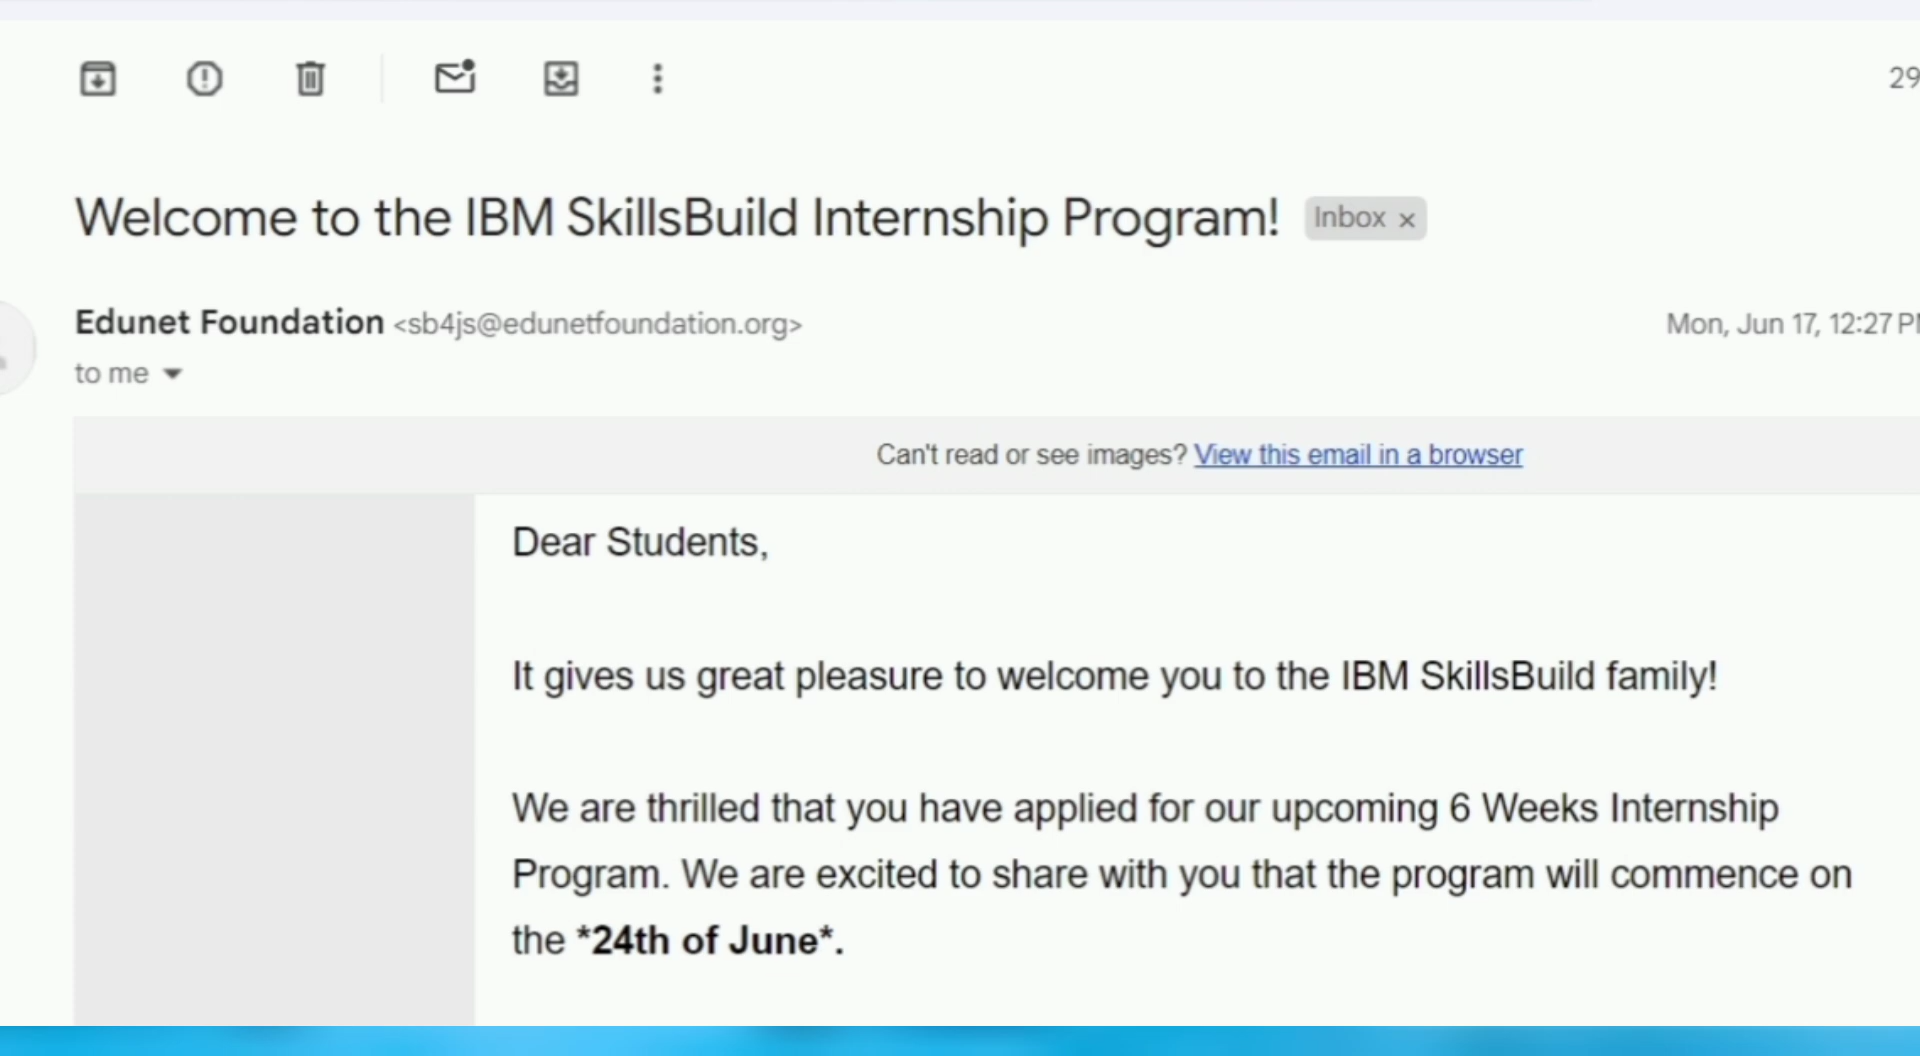 29
Welcome to the IBM SkillsBuild Internship Program! Inbox ×
Edunet Foundation <sb4js@edunetfoundation.org> Mon, Jun 17, 12:27
to me
Can't read or see images? View this email in a browser
Dear Students,
It gives us great pleasure to welcome you to the IBM SkillsBuild family!
We are thrilled that you have applied for our upcoming 6 Weeks Internship
Program. We are excited to share with you that the program will commence on
the *24th of June*.